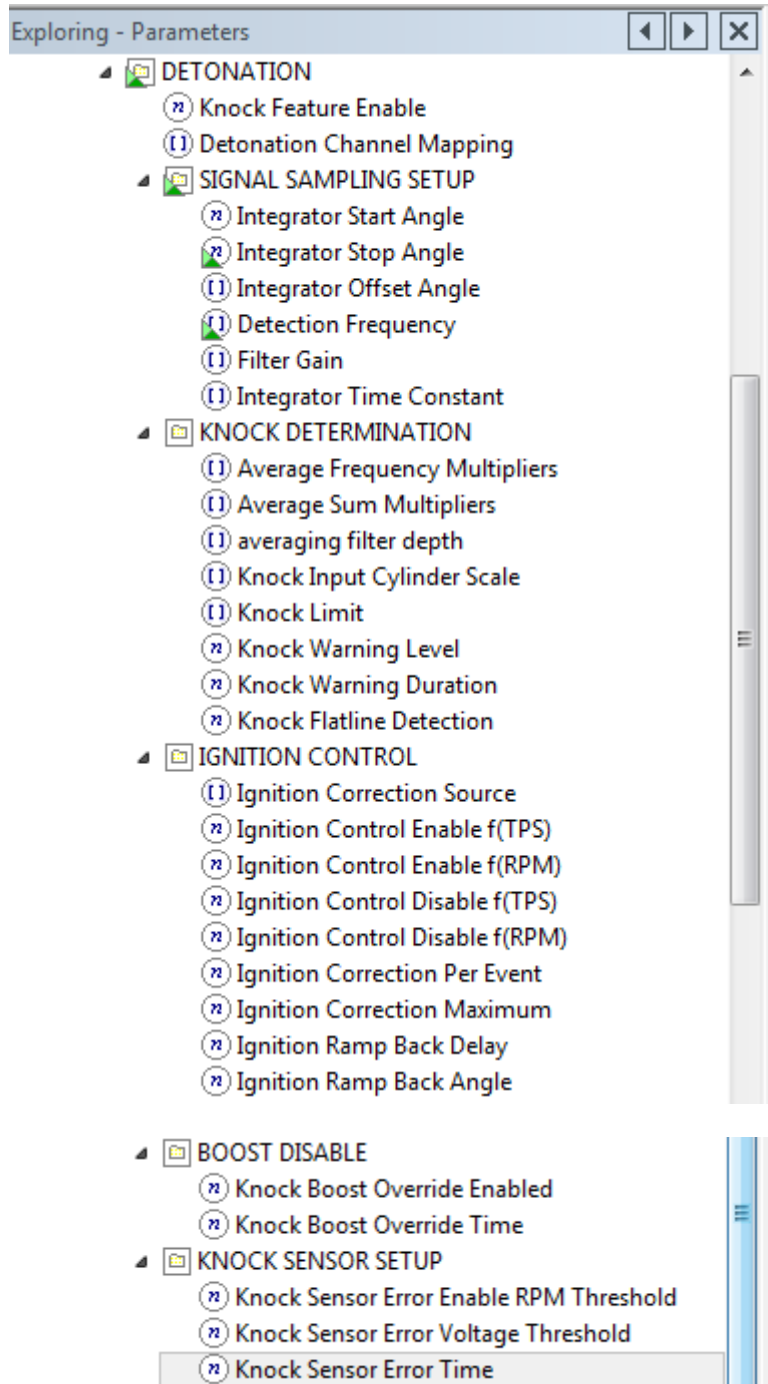 Exploring - Parameters
DETONATION
Knock Feature Enable
Detonation Channel Mapping
SIGNAL SAMPLING SETUP
Integrator Start Angle
Integrator Stop Angle
Integrator Offset Angle
Detection Frequency
Filter Gain
Integrator Time Constant
KNOCK DETERMINATION
Average Frequency Multipliers
Average Sum Multipliers
averaging filter depth
Knock Input Cylinder Scale
Knock Limit
Knock Warning Level
Knock Warning Duration
Knock Flatline Detection
IGNITION CONTROL
Ignition Correction Source
Ignition Control Enable f(TPS)
Ignition Control Enable f(RPM)
Ignition Control Disable f(TPS)
Ignition Control Disable f(RPM)
Ignition Correction Per Event
Ignition Correction Maximum
Ignition Ramp Back Delay
Ignition Ramp Back Angle
BOOST DISABLE
Knock Boost Override Enabled
Knock Boost Override Time
KNOCK SENSOR SETUP
Knock Sensor Error Enable RPM Threshold
Knock Sensor Error Voltage Threshold
Knock Sensor Error Time